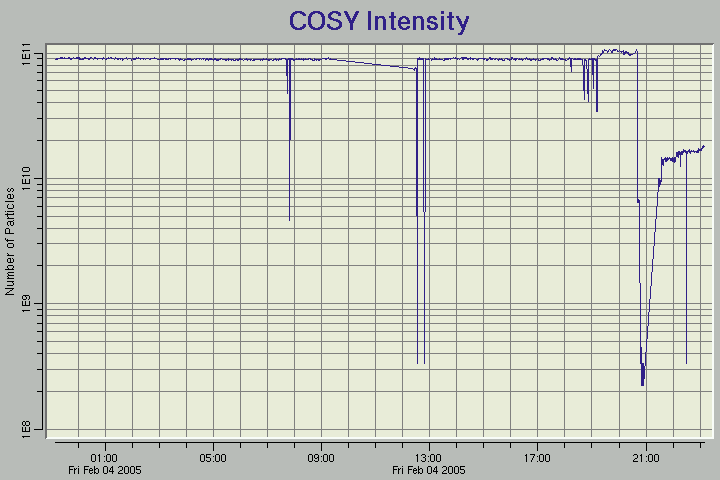 COSY Intensity
Number of Particles
1E11
1E10
1E9
1E8
01:00 05:00 09:00 13:00 17:00 21:00
Fri Feb 04 2005 Fri Feb 04 2005